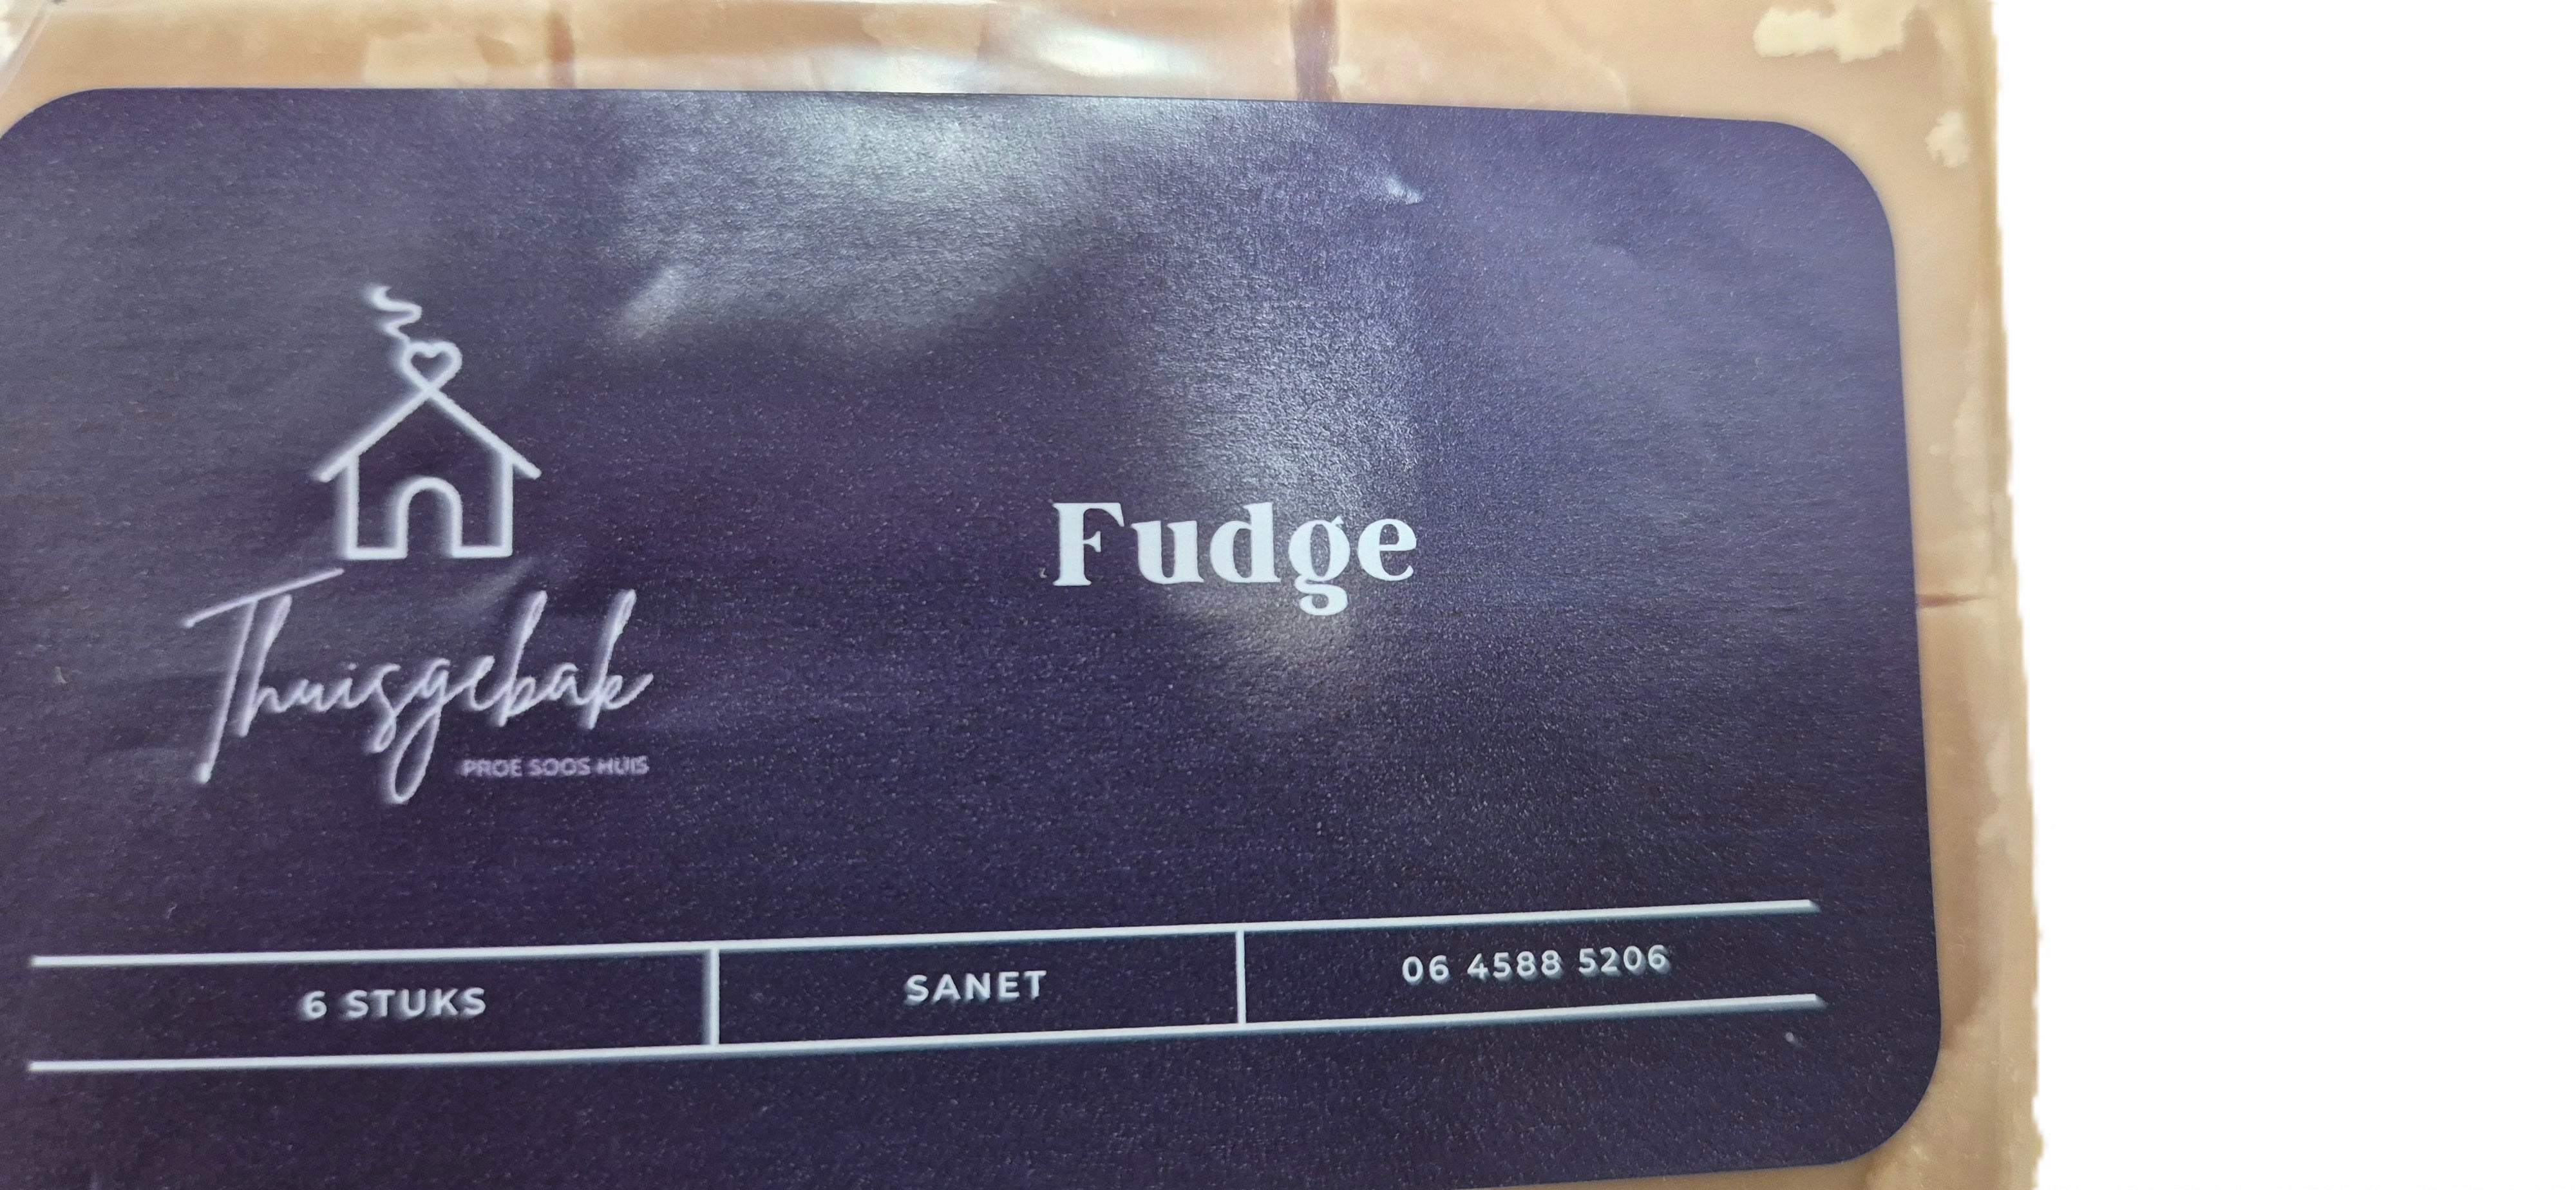 Fudge
Thuisgebak
PROE SOOS HUIS
6 STUKS
SANET
06 4588 5206